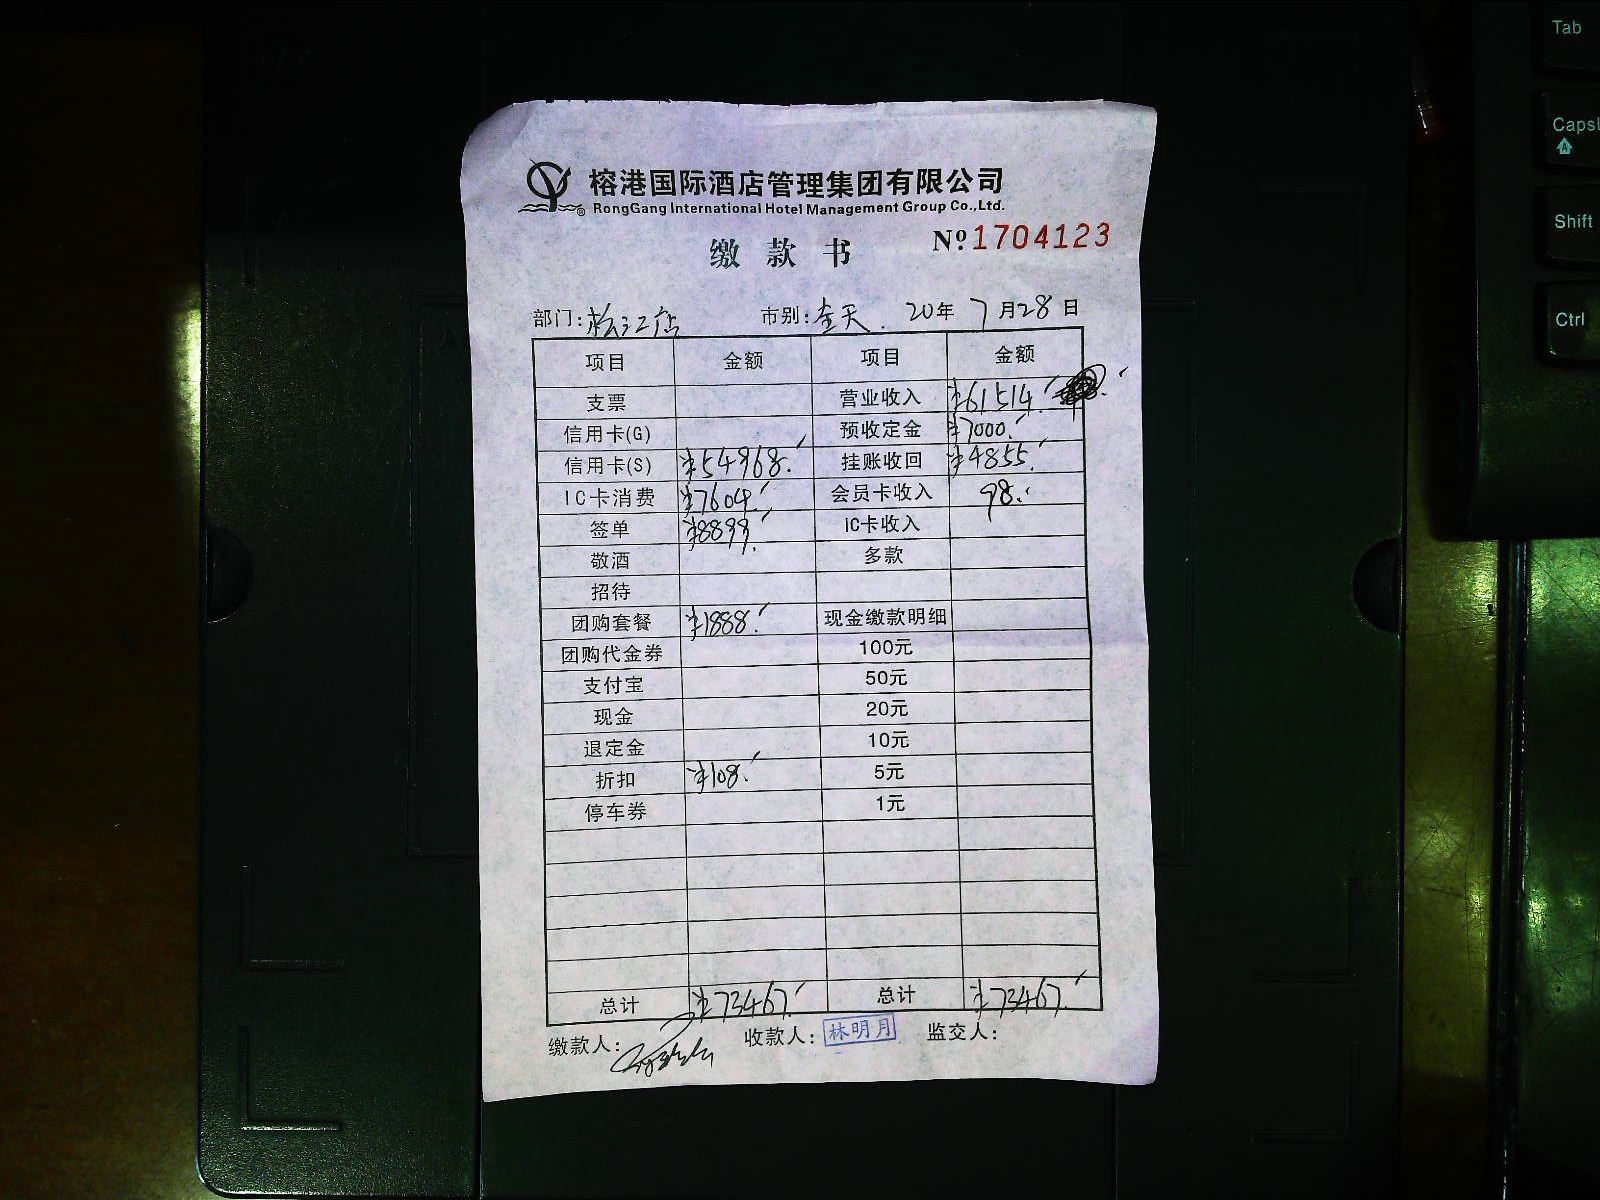 榕港国际酒店管理集团有限公司
RongGang International Hotel Management Group Co.,Ltd.
缴款书 Nº1704123
部门:松江店 市别:全天. 2020年7月28日
项目 金额 项目 金额
支票 营业收入 ¥61514.
信用卡(G) 预收定金 ¥7000.
信用卡(S) ¥54968. 挂账收回 ¥4855.
IC卡消费 ¥7604. 会员卡收入 98.
签单 ¥8899. IC卡收入
敬酒 多款
招待
团购套餐 ¥1888. 现金缴款明细
团购代金券 100元
支付宝 50元
现金 20元
退定金 10元
折扣 ¥108. 5元
停车券 1元
总计 ¥73467. 总计 ¥73467.
缴款人: 收款人:林明月 监交人:
Tab
Caps
Shift
Ctrl